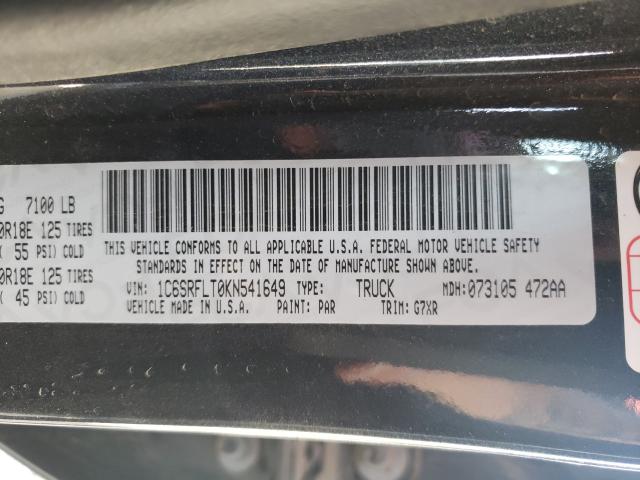 G 7100 LB
0R18E 125 TIRES
( 55 PSI) COLD
0R18E 125 TIRES
( 45 PSI) COLD
THIS VEHICLE CONFORMS TO ALL APPLICABLE U.S.A. FEDERAL MOTOR VEHICLE SAFETY
STANDARDS IN EFFECT ON THE DATE OF MANUFACTURE SHOWN ABOVE.
VIN: 1C6SRFLT0KN541649 TYPE: TRUCK MDH: 073105 472AA
VEHICLE MADE IN U.S.A. PAINT: PAR TRIM: G7XR